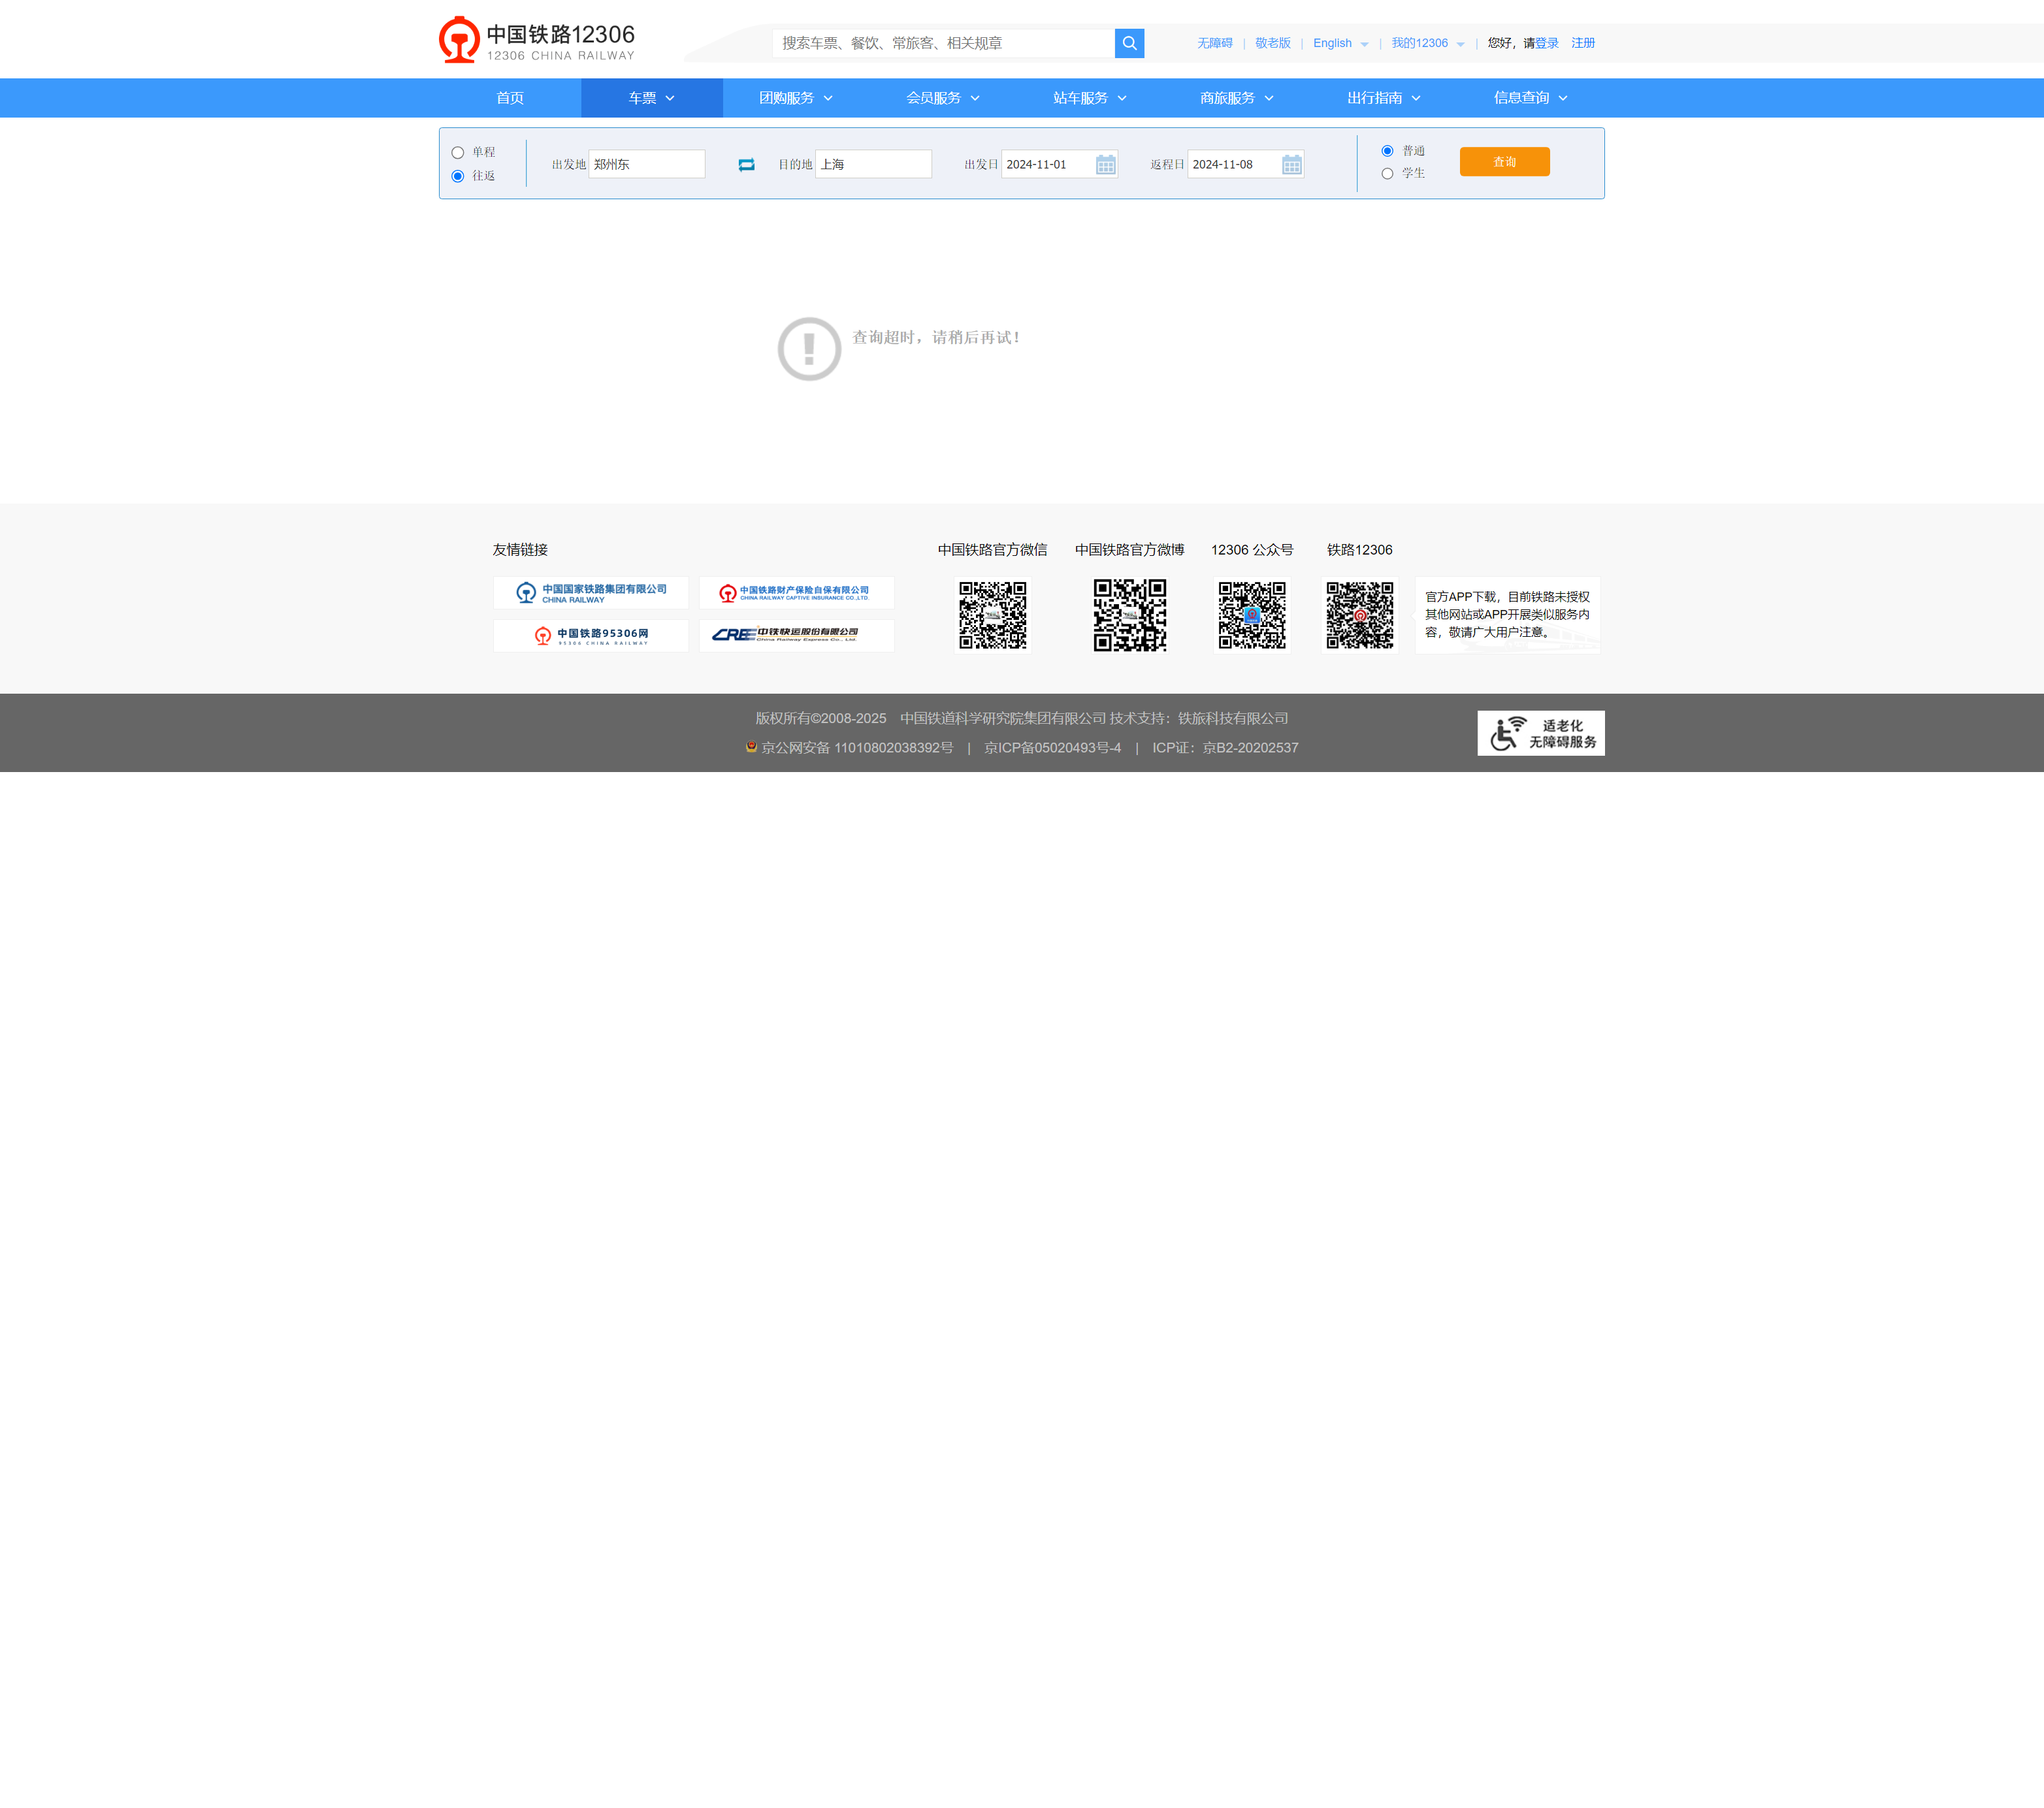 中国铁路12306
12306 CHINA RAILWAY
搜索车票、餐饮、常旅客、相关规章
无障碍 | 敬老版 | English | 我的12306 | 您好，请登录 注册
首页 车票 团购服务 会员服务 站车服务 商旅服务 出行指南 信息查询
单程
往返
出发地 郑州东 目的地 上海 出发日 2024-11-01 返程日 2024-11-08
普通
学生
查询
查询超时，请稍后再试！
友情链接
中国国家铁路集团有限公司
CHINA RAILWAY
中国铁路财产保险自保有限公司
CHINA RAILWAY CAPTIVE INSURANCE CO.,LTD.
中国铁路95306网
95306 CHINA RAILWAY
CRE 中铁快运股份有限公司
China Railway Express Co., Ltd.
中国铁路官方微信 中国铁路官方微博 12306 公众号 铁路12306
官方APP下载，目前铁路未授权
其他网站或APP开展类似服务内
容，敬请广大用户注意。
版权所有©2008-2025 中国铁道科学研究院集团有限公司 技术支持：铁旅科技有限公司
京公网安备 11010802038392号 | 京ICP备05020493号-4 | ICP证：京B2-20202537
适老化
无障碍服务